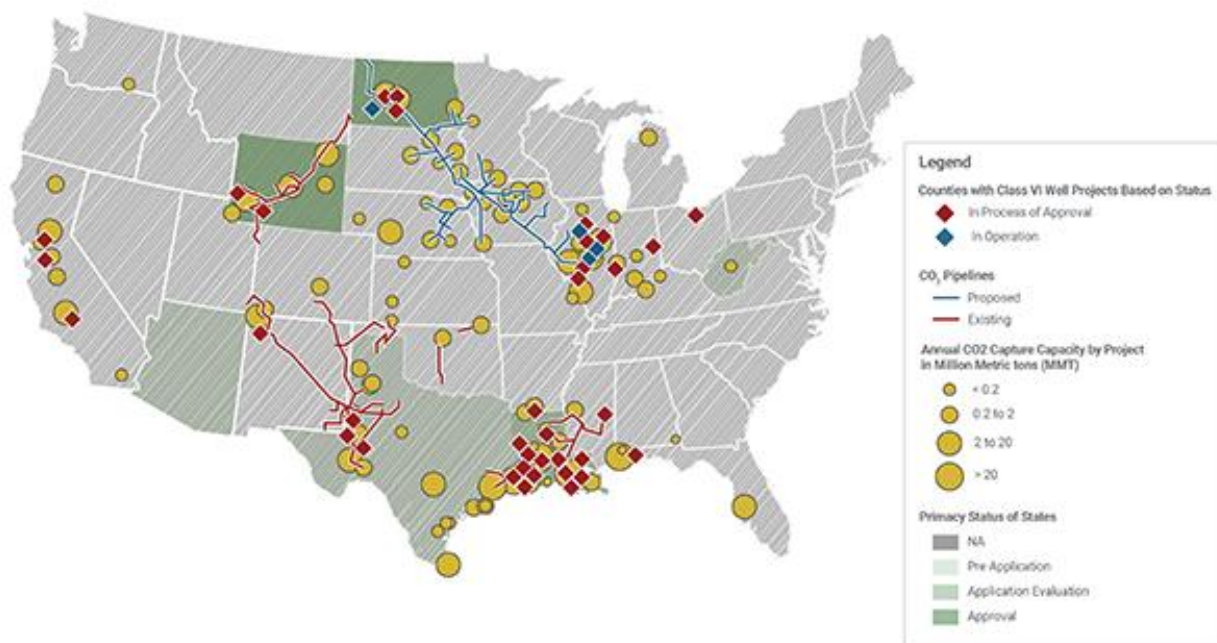 Legend
Counties with Class VI Well Projects Based on Status
In Process of Approval
In Operation
CO₂ Pipelines
Proposed
Existing
Annual CO2 Capture Capacity by Project
in Million Metric tons (MMT)
< 0.2
0.2 to 2
2 to 20
> 20
Primacy Status of States
NA
Pre Application
Application Evaluation
Approval